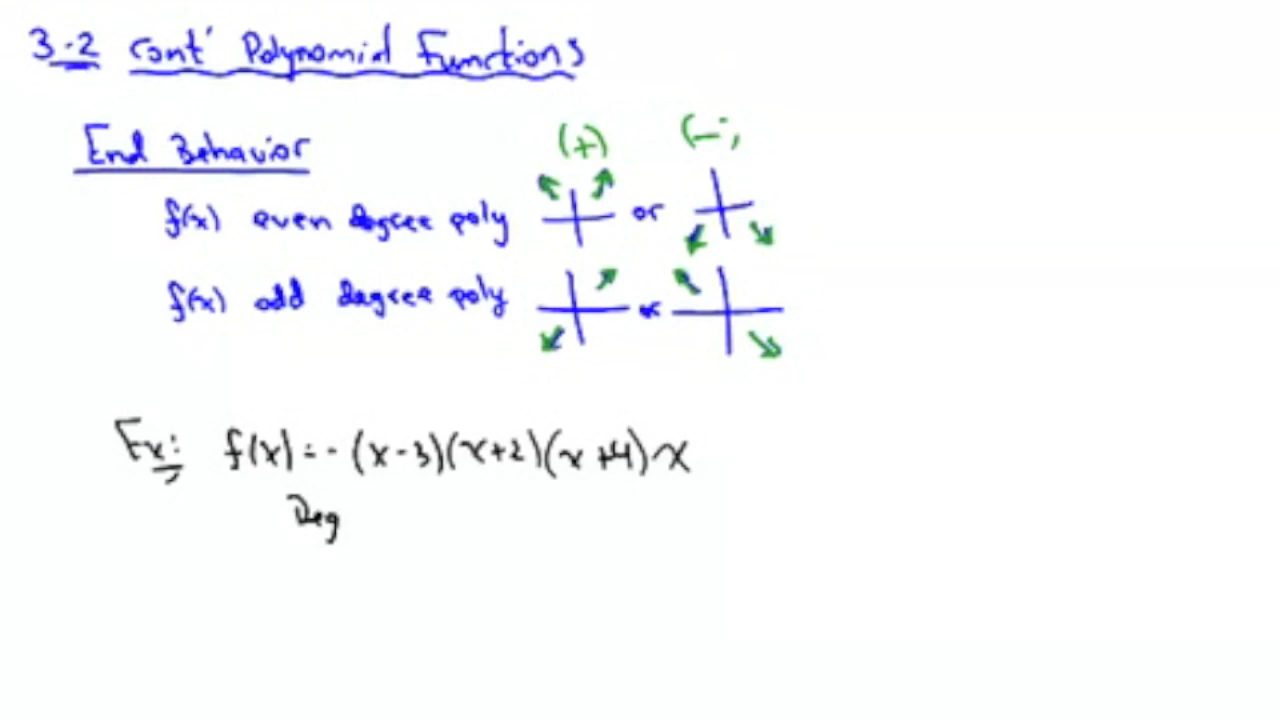 3-2 Cont' Polynomial Functions
(+) (-)
End Behavior
f(x) even degree poly or
f(x) odd degree poly or
Ex: f(x) = - (x-3)(x+2)(x+4)x
Deg